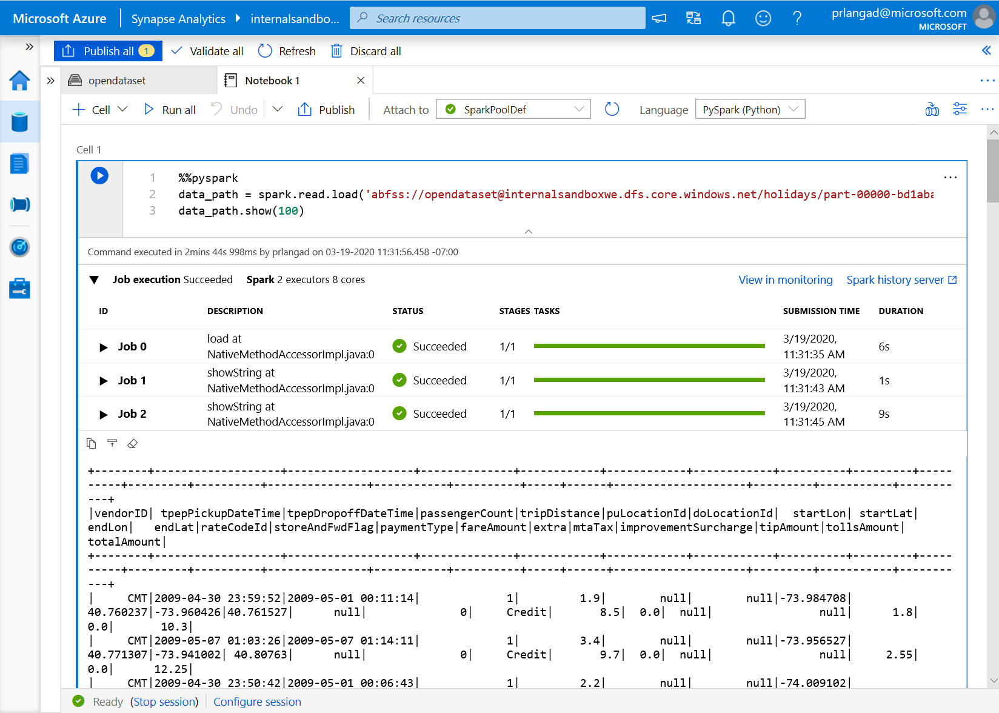 Microsoft Azure
Synapse Analytics
internalsandbo...
Search resources
prlangad@microsoft.com
MICROSOFT
Publish all 1
Validate all
Refresh
Discard all
opendataset
Notebook 1
Cell
Run all
Undo
Publish
Attach to
SparkPoolDef
Language
PySpark (Python)
Cell 1
1 %%pyspark
2 data_path = spark.read.load('abfss://opendataset@internalsandboxwe.dfs.core.windows.net/holidays/part-00000-bd1aba
3 data_path.show(100)
Command executed in 2mins 44s 998ms by prlangad on 03-19-2020 11:31:56.458 -07:00
Job execution Succeeded Spark 2 executors 8 cores
View in monitoring
Spark history server
ID DESCRIPTION STATUS STAGES TASKS SUBMISSION TIME DURATION
Job 0
load at
NativeMethodAccessorImpl.java:0
Succeeded
1/1
3/19/2020,
11:31:35 AM
6s
Job 1
showString at
NativeMethodAccessorImpl.java:0
Succeeded
1/1
3/19/2020,
11:31:43 AM
1s
Job 2
showString at
NativeMethodAccessorImpl.java:0
Succeeded
1/1
3/19/2020,
11:31:45 AM
9s
+--------+-------------------+-------------------+--------------+------------+------------+------------+----------+---------+-----
-----+---------+----------+---------------+-----------+----------+-----+------+--------------------+---------+----------+--------
---+
|vendorID| tpepPickupDateTime|tpepDropoffDateTime|passengerCount|tripDistance|puLocationId|doLocationId|  startLon| startLat|
endLon|   endLat|rateCodeId|storeAndFwdFlag|paymentType|fareAmount|extra|mtaTax|improvementSurcharge|tipAmount|tollsAmount|
totalAmount|
+--------+-------------------+-------------------+--------------+------------+------------+------------+----------+---------+-----
-----+---------+----------+---------------+-----------+----------+-----+------+--------------------+---------+----------+--------
---+
|     CMT|2009-04-30 23:59:52|2009-05-01 00:11:14|             1|         1.9|        null|        null|-73.984708|
40.760237|-73.960426|40.761527|      null|              0|     Credit|       8.5|  0.0|  null|                null|      1.8|
0.0|       10.3|
|     CMT|2009-05-07 01:03:26|2009-05-07 01:14:11|             1|         3.4|        null|        null|-73.956527|
40.771307|-73.941002| 40.80763|      null|              0|     Credit|       9.7|  0.0|  null|                null|     2.55|
0.0|      12.25|
|     CMT|2009-04-30 23:50:42|2009-05-01 00:06:43|             1|         2.2|        null|        null|-74.009102|
Ready (Stop session)
Configure session